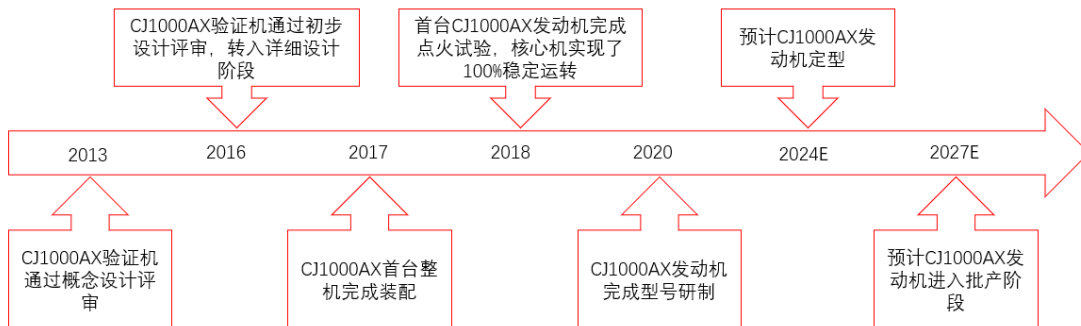 CJ1000AX验证机通过初步
设计评审，转入详细设计
阶段
首台CJ1000AX发动机完成
点火试验，核心机实现了
100%稳定运转
预计CJ1000AX发
动机定型
2013
2016
2017
2018
2020
2024E
2027E
CJ1000AX验证机
通过概念设计评
审
CJ1000AX首台整
机完成装配
CJ1000AX发动机
完成型号研制
预计CJ1000AX发
动机进入批产阶
段